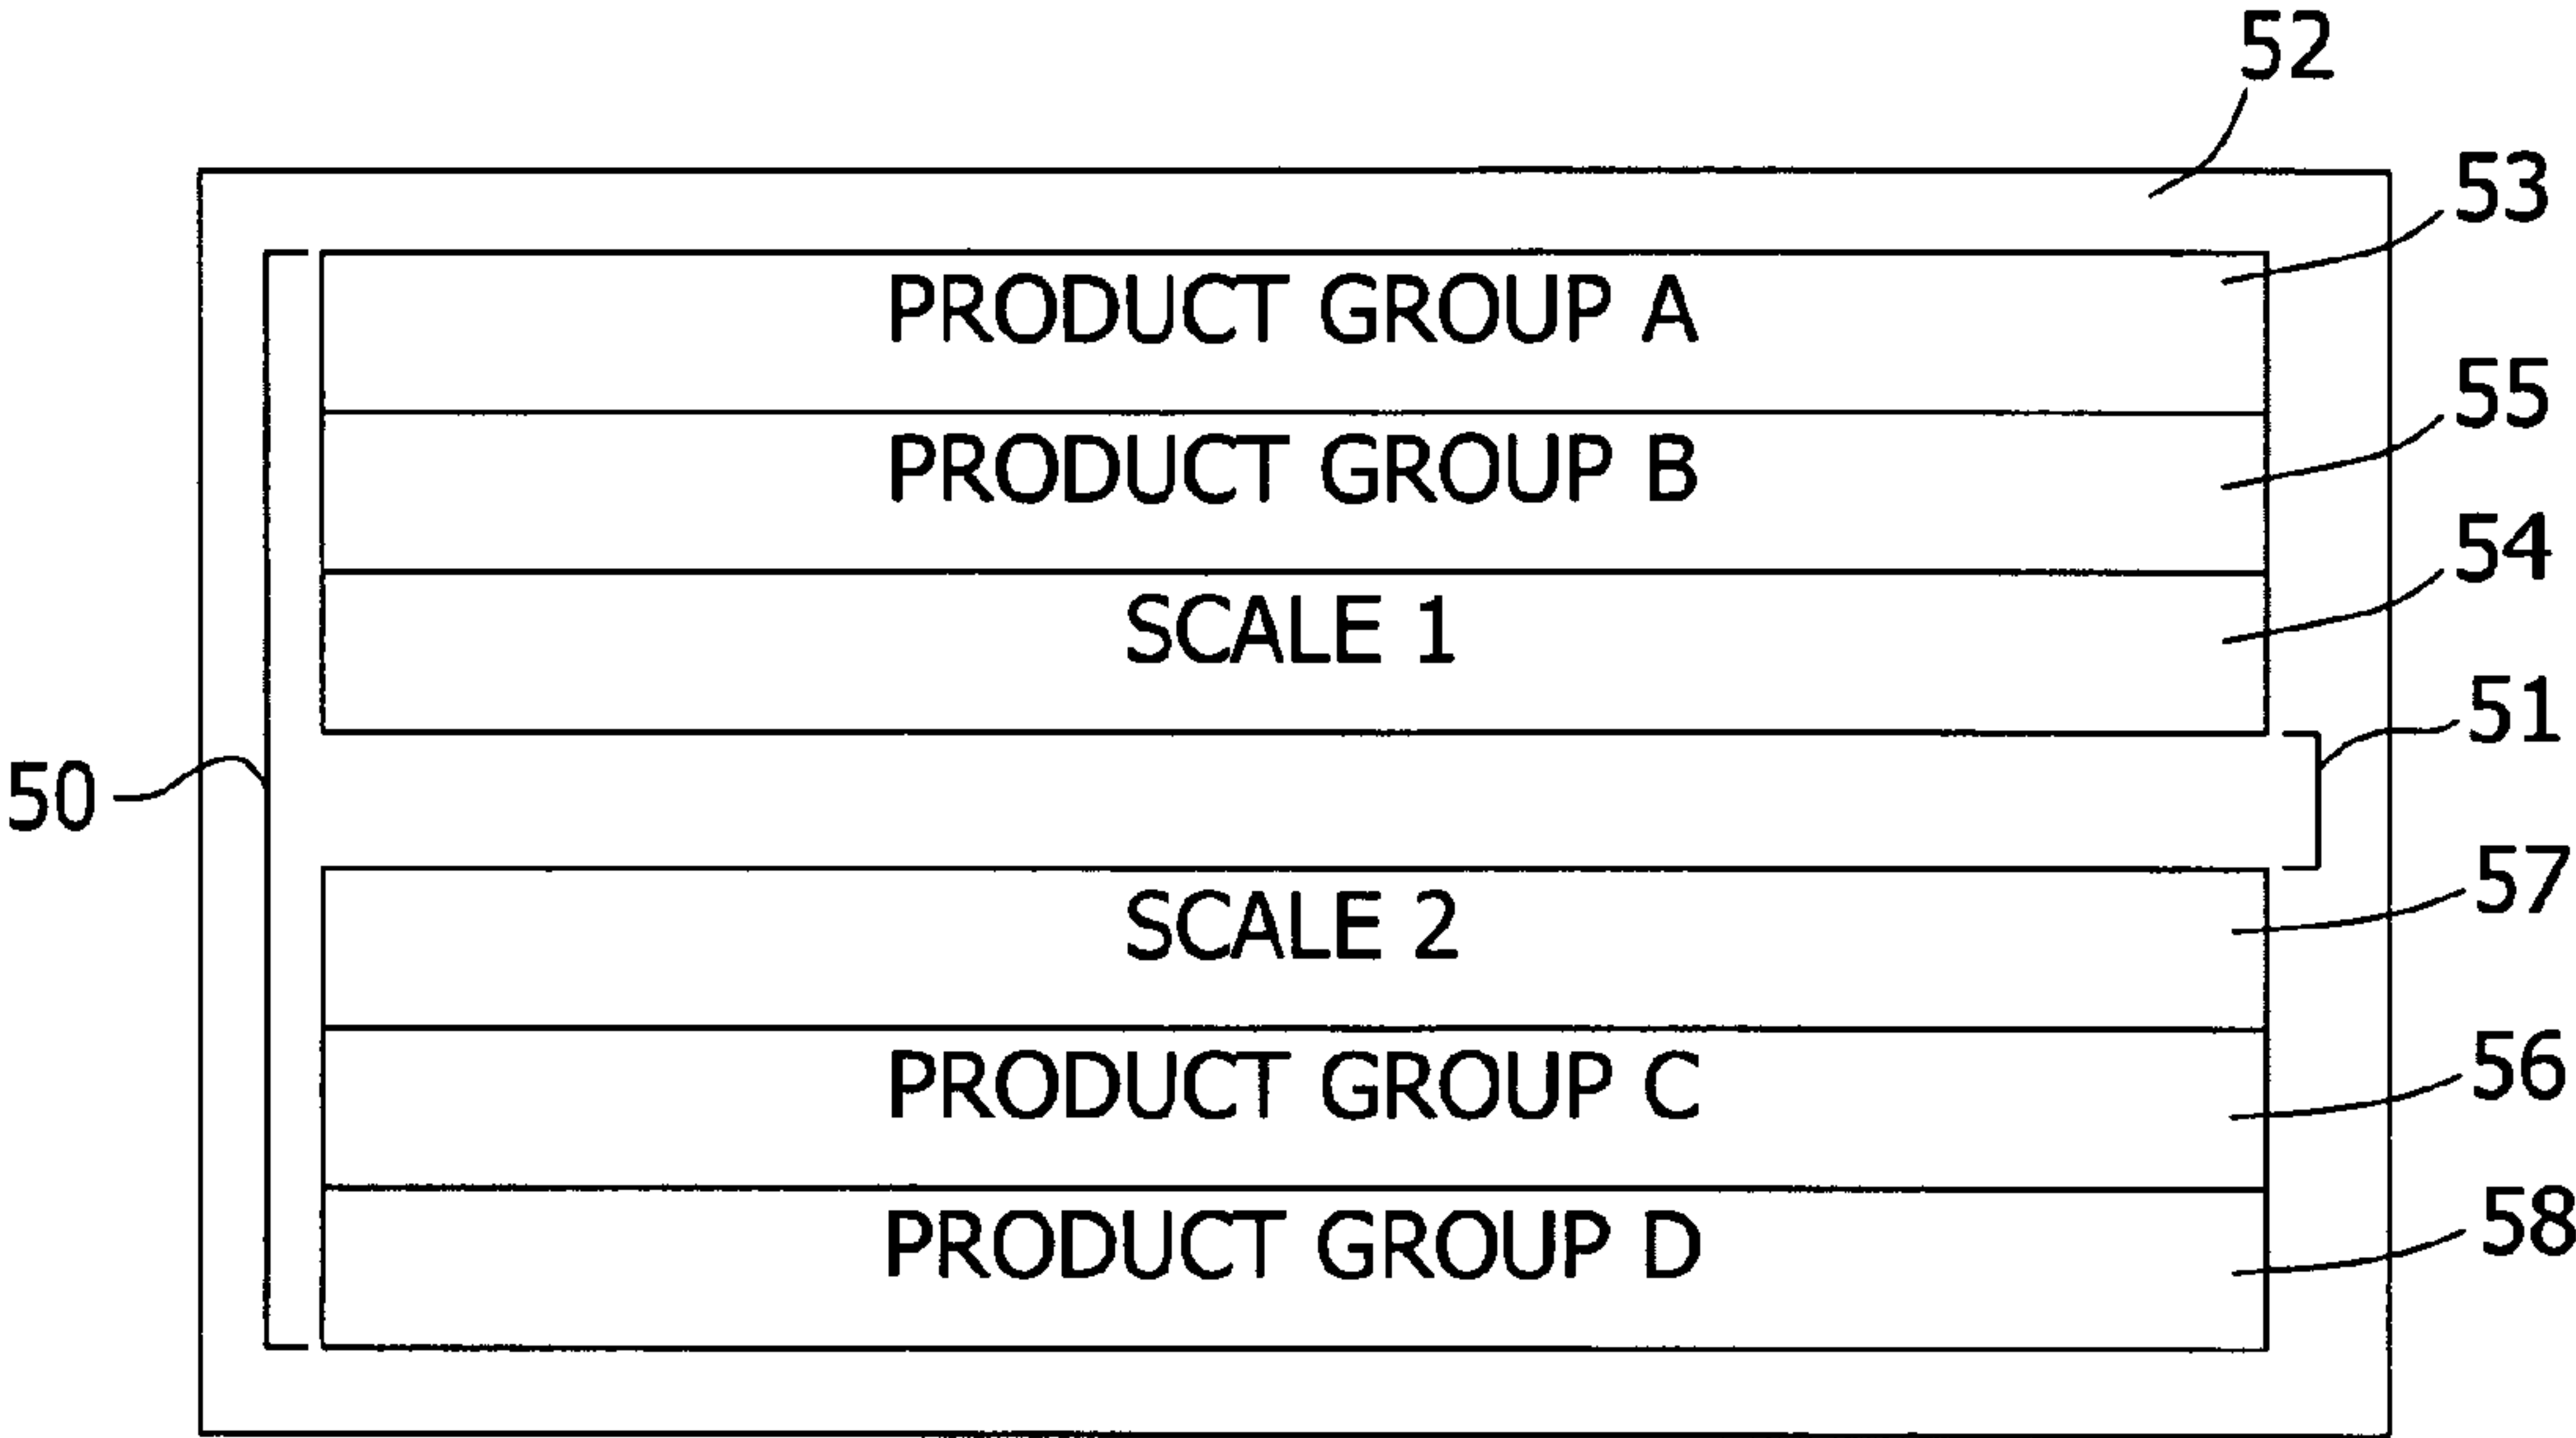 52
53
PRODUCT GROUP A
55
PRODUCT GROUP B
54
SCALE 1
51
50
57
SCALE 2
56
PRODUCT GROUP C
58
PRODUCT GROUP D